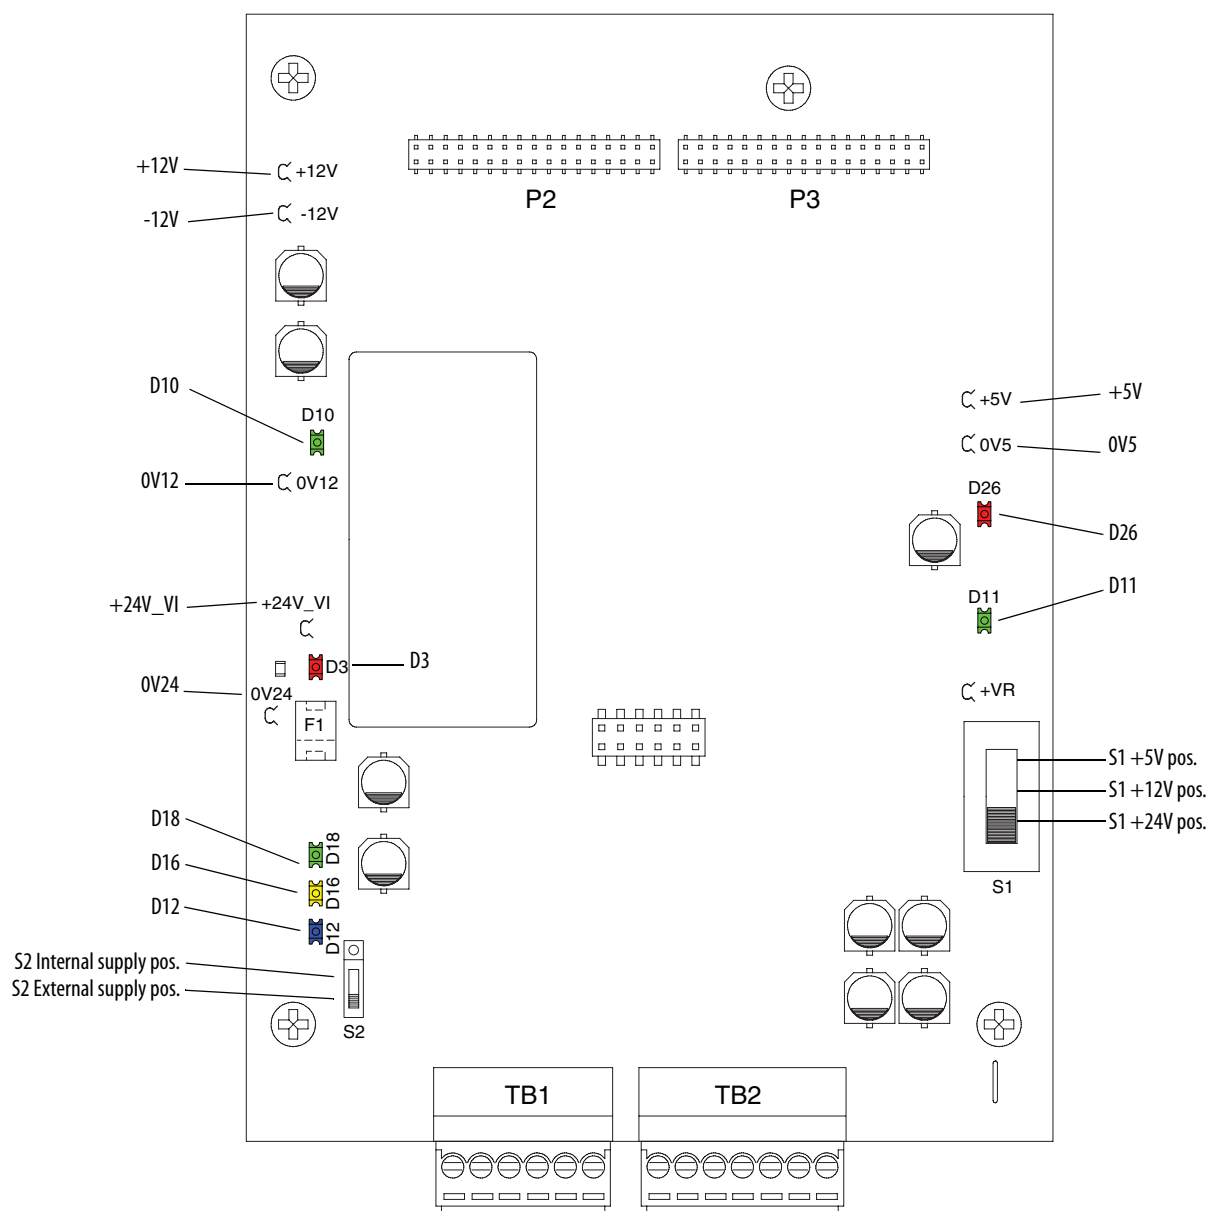 P2
P3
+12V
+12V
-12V
-12V
D10
D10
0V12
0V12
+5V
+5V
0V5
0V5
D26
D26
D11
D11
+24V_VI
+24V_VI
D3
D3
0V24
0V24
F1
+VR
S1 +5V pos.
S1 +12V pos.
S1 +24V pos.
S1
D18
D18
D16
D16
D12
D12
S2 Internal supply pos.
S2 External supply pos.
S2
TB1
TB2